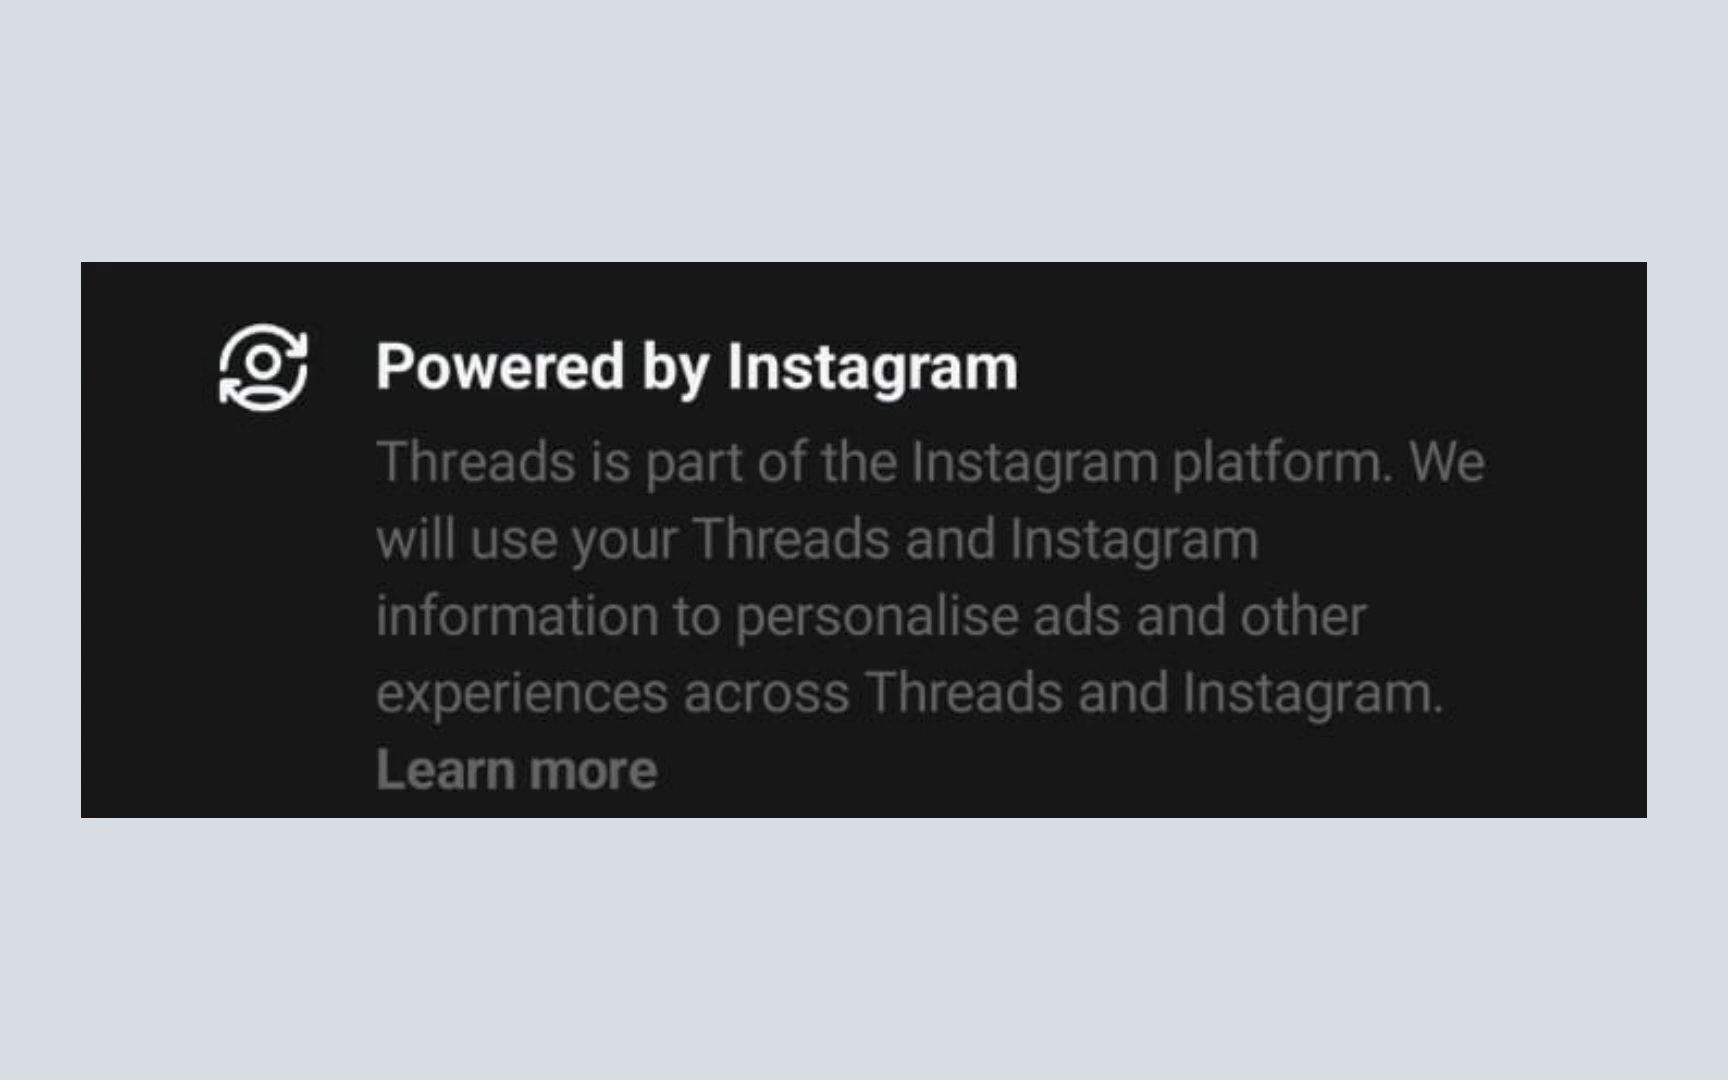 Powered by Instagram
Threads is part of the Instagram platform. We
will use your Threads and Instagram
information to personalise ads and other
experiences across Threads and Instagram.
Learn more